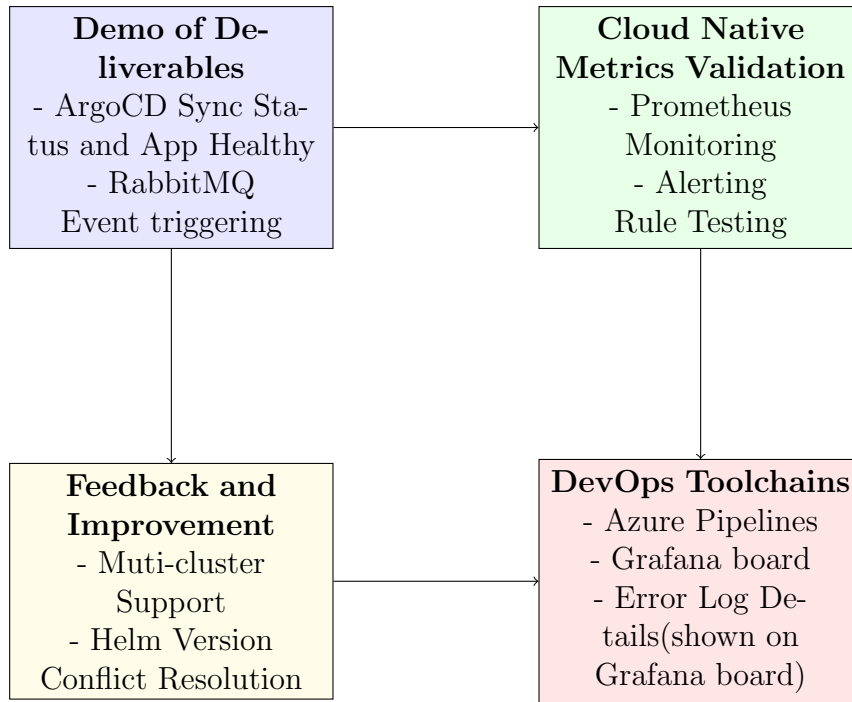 Demo of De-
liverables
- ArgoCD Sync Sta-
tus and App Healthy
- RabbitMQ
Event triggering
Cloud Native
Metrics Validation
- Prometheus
Monitoring
- Alerting
Rule Testing
Feedback and
Improvement
- Muti-cluster
Support
- Helm Version
Conflict Resolution
DevOps Toolchains
- Azure Pipelines
- Grafana board
- Error Log De-
tails(shown on
Grafana board)